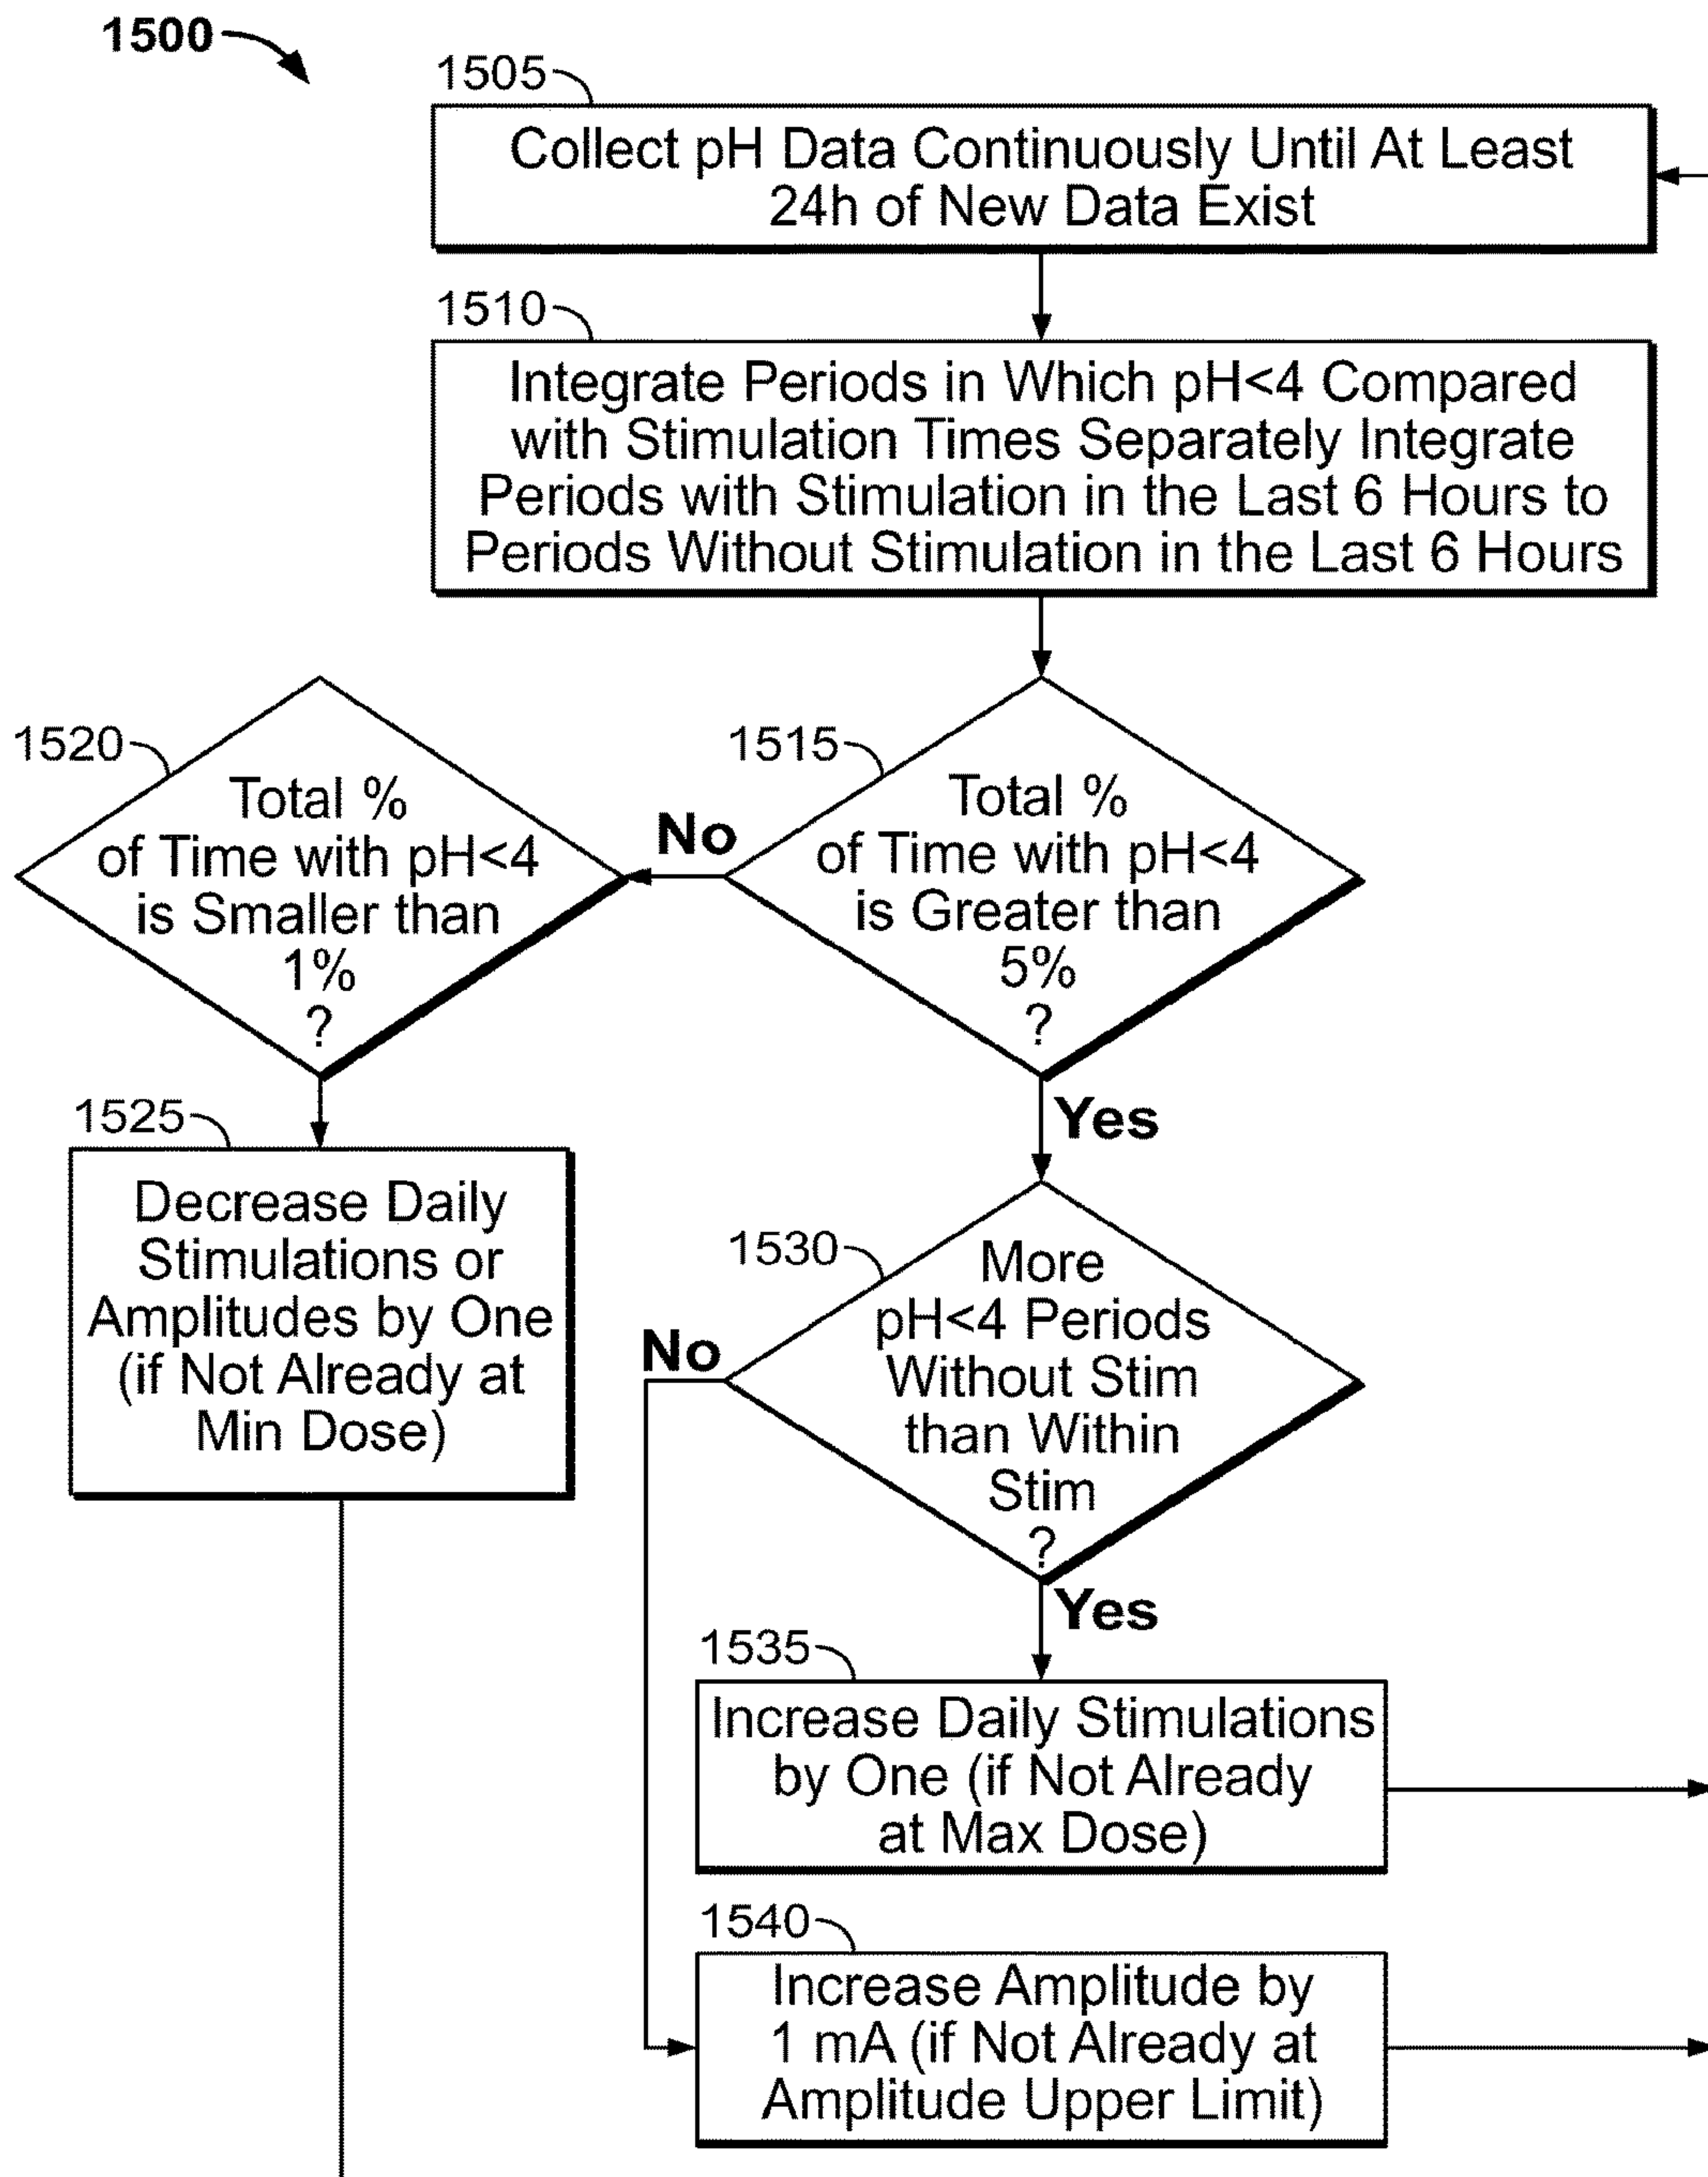 1500
1505
Collect pH Data Continuously Until At Least
24h of New Data Exist
1510
Integrate Periods in Which pH<4 Compared
with Stimulation Times Separately Integrate
Periods with Stimulation in the Last 6 Hours to
Periods Without Stimulation in the Last 6 Hours
1520
Total %
of Time with pH<4
is Smaller than
1%
?
No
1515
Total %
of Time with pH<4
is Greater than
5%
?
Yes
1525
Decrease Daily
Stimulations or
Amplitudes by One
(if Not Already at
Min Dose)
1530
More
pH<4 Periods
Without Stim
than Within
Stim
?
No
Yes
1535
Increase Daily Stimulations
by One (if Not Already
at Max Dose)
1540
Increase Amplitude by
1 mA (if Not Already at
Amplitude Upper Limit)